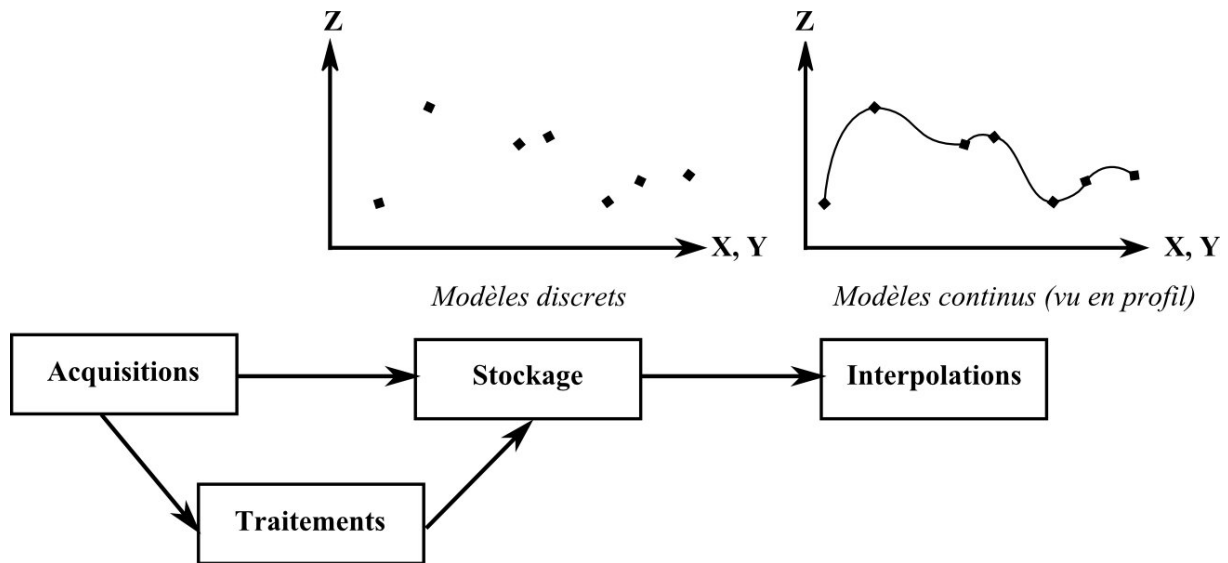 Z
Z
X, Y
X, Y
Modèles discrets
Modèles continus (vu en profil)
Acquisitions
Stockage
Interpolations
Traitements